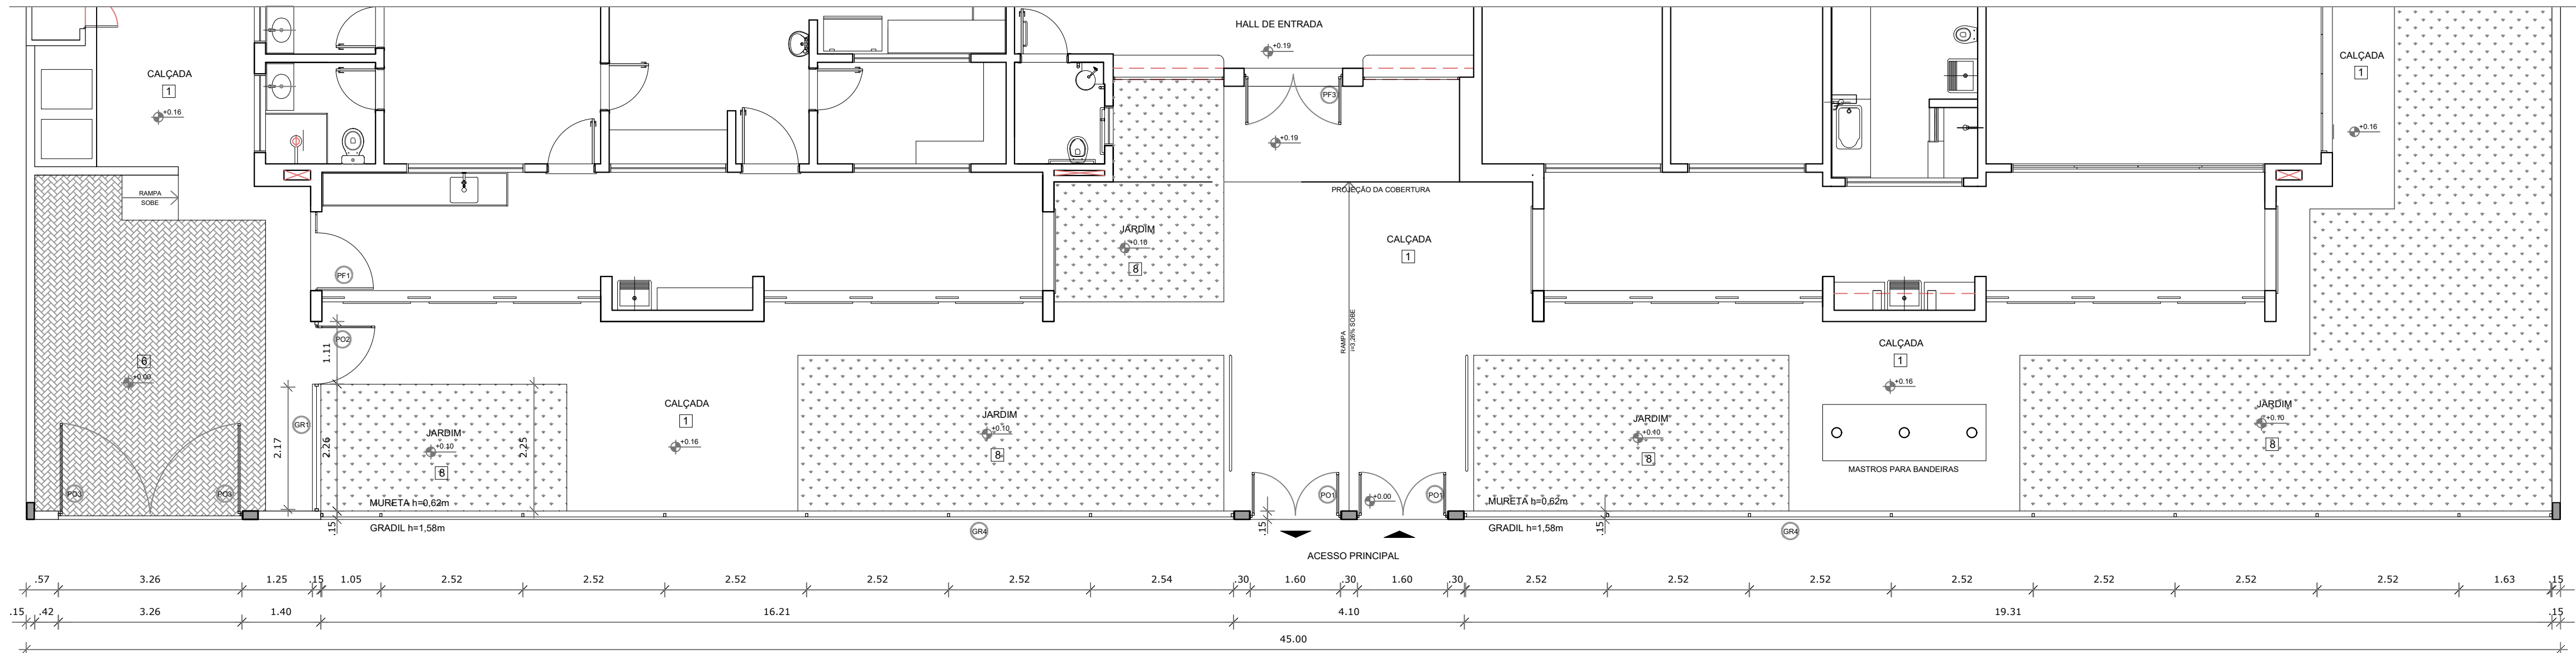 HALL DE ENTRADA
+0.19
CALÇADA
1
+0.16
CALÇADA
1
+0.16
PF3
+0.19
RAMPA
SOBE
PROJEÇÃO DA COBERTURA
JARDIM
+0.10
8
CALÇADA
1
PF1
RAMPA
i=3,26% SOBE
PO2
1.11
6
+0.00
CALÇADA
1
+0.16
GR1
2.17
2.26
2.25
JARDIM
+0.10
8
CALÇADA
1
+0.16
JARDIM
+0.10
8
JARDIM
+0.10
8
MASTROS PARA BANDEIRAS
JARDIM
+0.10
8
PO3
PO3
MURETA h=0,62m
PO1
+0.00
PO1
MURETA h=0,62m
.15
GRADIL h=1,58m
GR4
.15
GRADIL h=1,58m
.15
GR4
ACESSO PRINCIPAL
.57 3.26 1.25 .15 1.05 2.52 2.52 2.52 2.52 2.52 2.54 .30 1.60 .30 1.60 .30 2.52 2.52 2.52 2.52 2.52 2.52 2.52 1.63 .15
.15 .42 3.26 1.40 16.21 4.10 19.31 .15
45.00